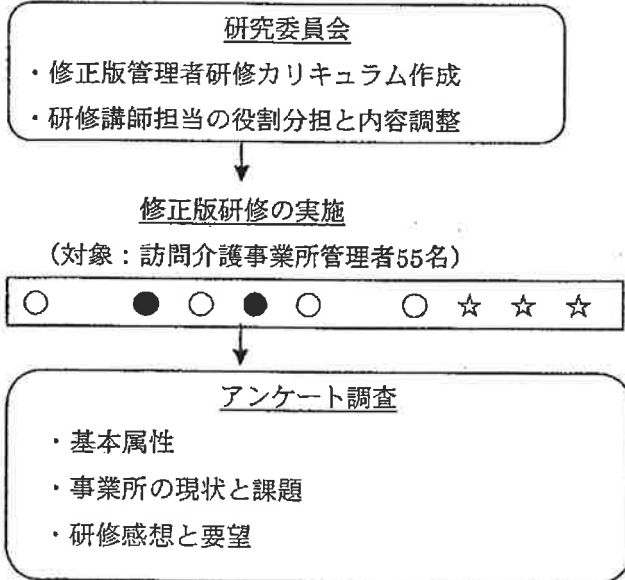 研究委員会
・修正版管理者研修カリキュラム作成
・研修講師担当の役割分担と内容調整
修正版研修の実施
(対象：訪問介護事業所管理者55名)
○ ● ○ ● ○ ○ ☆ ☆ ☆
アンケート調査
・基本属性
・事業所の現状と課題
・研修感想と要望